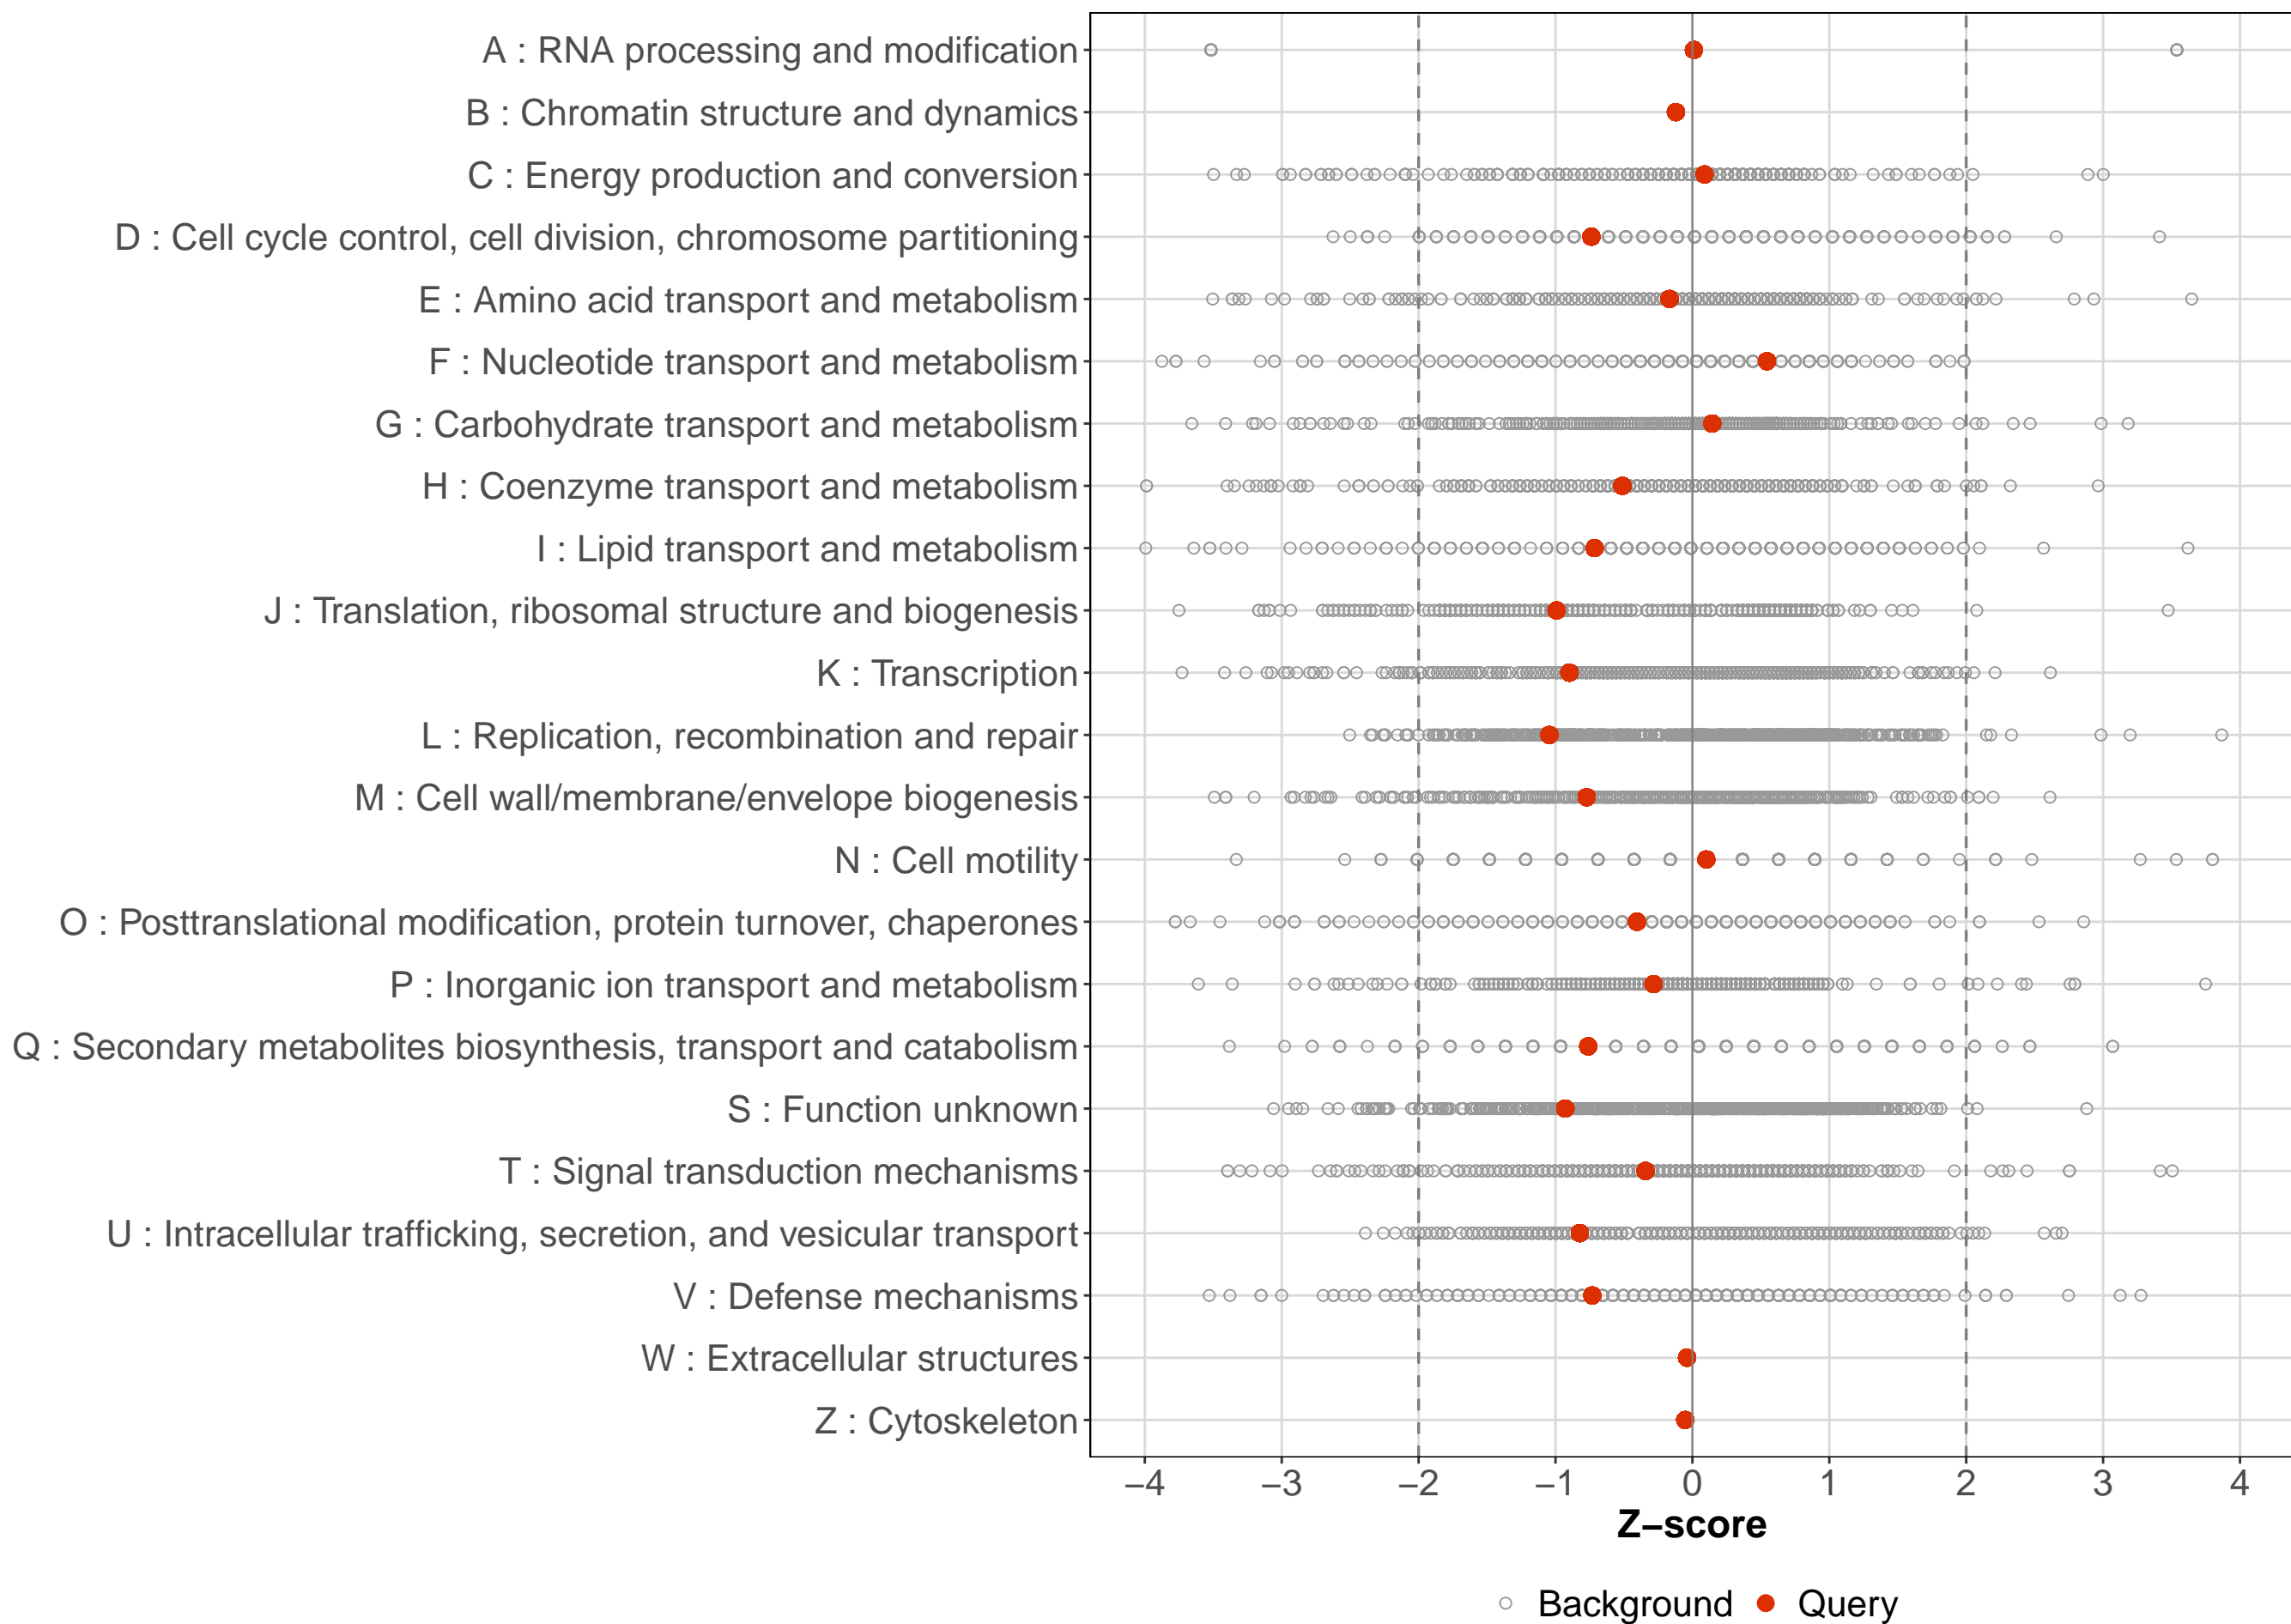 A : RNA processing and modification
B : Chromatin structure and dynamics
C : Energy production and conversion
D : Cell cycle control, cell division, chromosome partitioning
E : Amino acid transport and metabolism
F : Nucleotide transport and metabolism
G : Carbohydrate transport and metabolism
H : Coenzyme transport and metabolism
I : Lipid transport and metabolism
J : Translation, ribosomal structure and biogenesis
K : Transcription
L : Replication, recombination and repair
M : Cell wall/membrane/envelope biogenesis
N : Cell motility
O : Posttranslational modification, protein turnover, chaperones
P : Inorganic ion transport and metabolism
Q : Secondary metabolites biosynthesis, transport and catabolism
S : Function unknown
T : Signal transduction mechanisms
U : Intracellular trafficking, secretion, and vesicular transport
V : Defense mechanisms
W : Extracellular structures
Z : Cytoskeleton
−4 −3 −2 −1 0 1 2 3 4
Z−score
Background Query